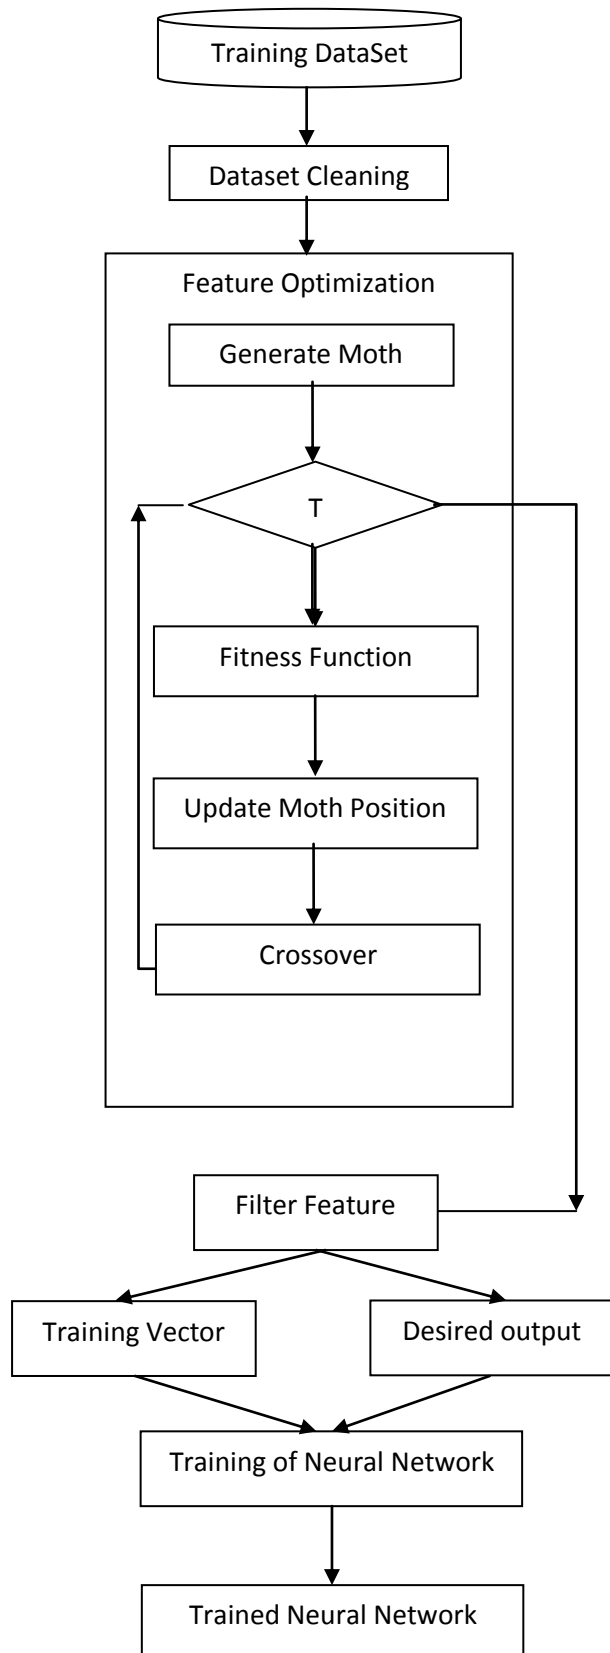 Training DataSet
Dataset Cleaning
Feature Optimization
Generate Moth
T
Fitness Function
Update Moth Position
Crossover
Filter Feature
Training Vector
Desired output
Training of Neural Network
Trained Neural Network